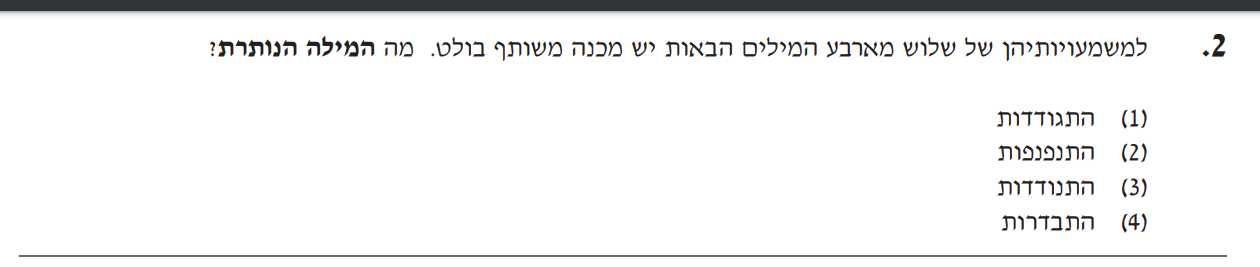 2. למשמעויותיהן של שלוש מארבע המילים הבאות יש מכנה משותף בולט. מה המילה הנותרת?
(1) התגודדות
(2) התנפנפות
(3) התנודדות
(4) התבדרות